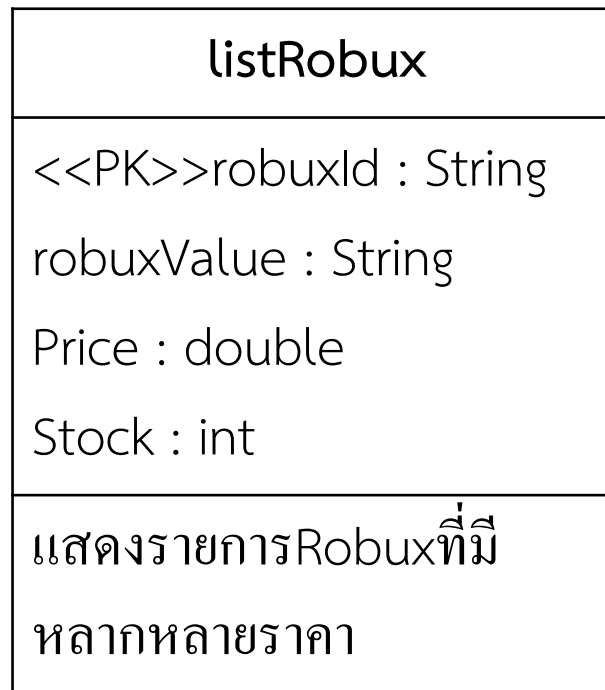 listRobux
<<PK>>robuxId : String
robuxValue : String
Price : double
Stock : int
แสดงรายการRobuxที่มี
หลากหลายราคา